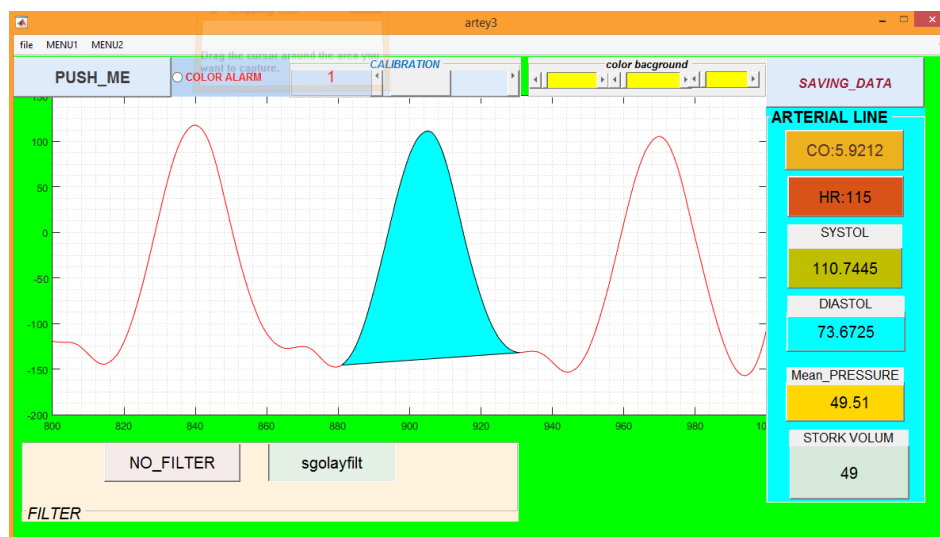 artey3
file MENU1 MENU2
Drag the cursor around the area you
want to capture.
PUSH_ME
COLOR ALARM
1
CALIBRATION
color bacground
SAVING_DATA
ARTERIAL LINE
CO:5.9212
HR:115
SYSTOL
110.7445
DIASTOL
73.6725
Mean_PRESSURE
49.51
STORK VOLUM
49
150
100
50
0
-50
-100
-150
-200
800 820 840 860 880 900 920 940 960 980 100
NO_FILTER
sgolayfilt
FILTER